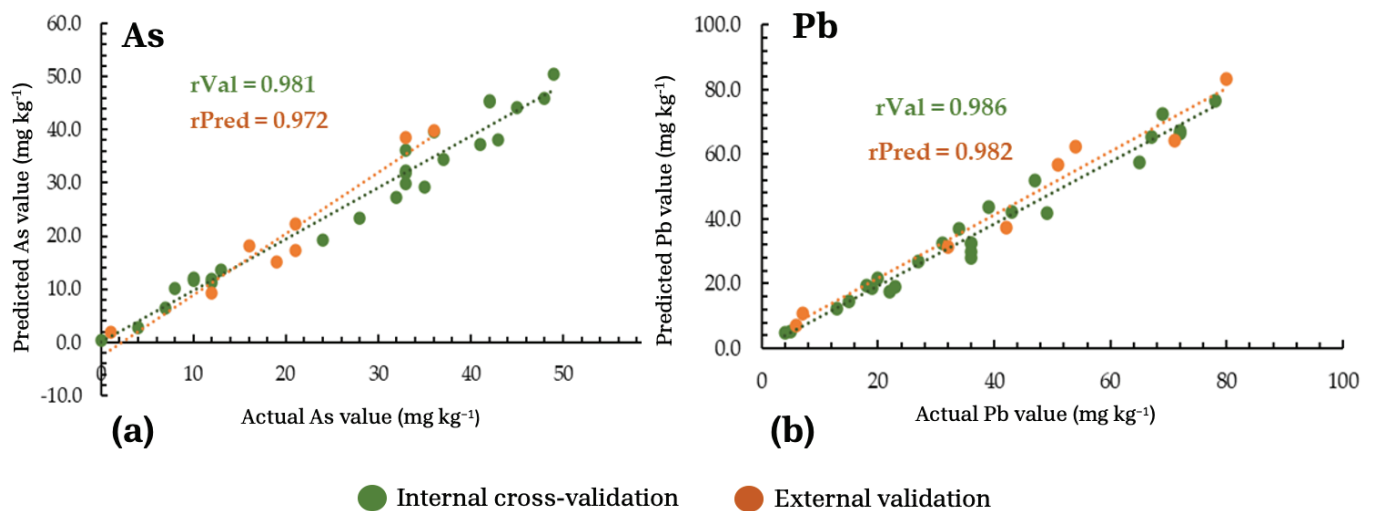 As
rVal = 0.981
rPred = 0.972
Predicted As value (mg kg⁻¹)
60.0
50.0
40.0
30.0
20.0
10.0
0.0
-10.0
0 10 20 30 40 50
Actual As value (mg kg⁻¹)
(a)
Pb
rVal = 0.986
rPred = 0.982
Predicted Pb value (mg kg⁻¹)
100.0
80.0
60.0
40.0
20.0
0.0
0 20 40 60 80 100
Actual Pb value (mg kg⁻¹)
(b)
Internal cross-validation
External validation